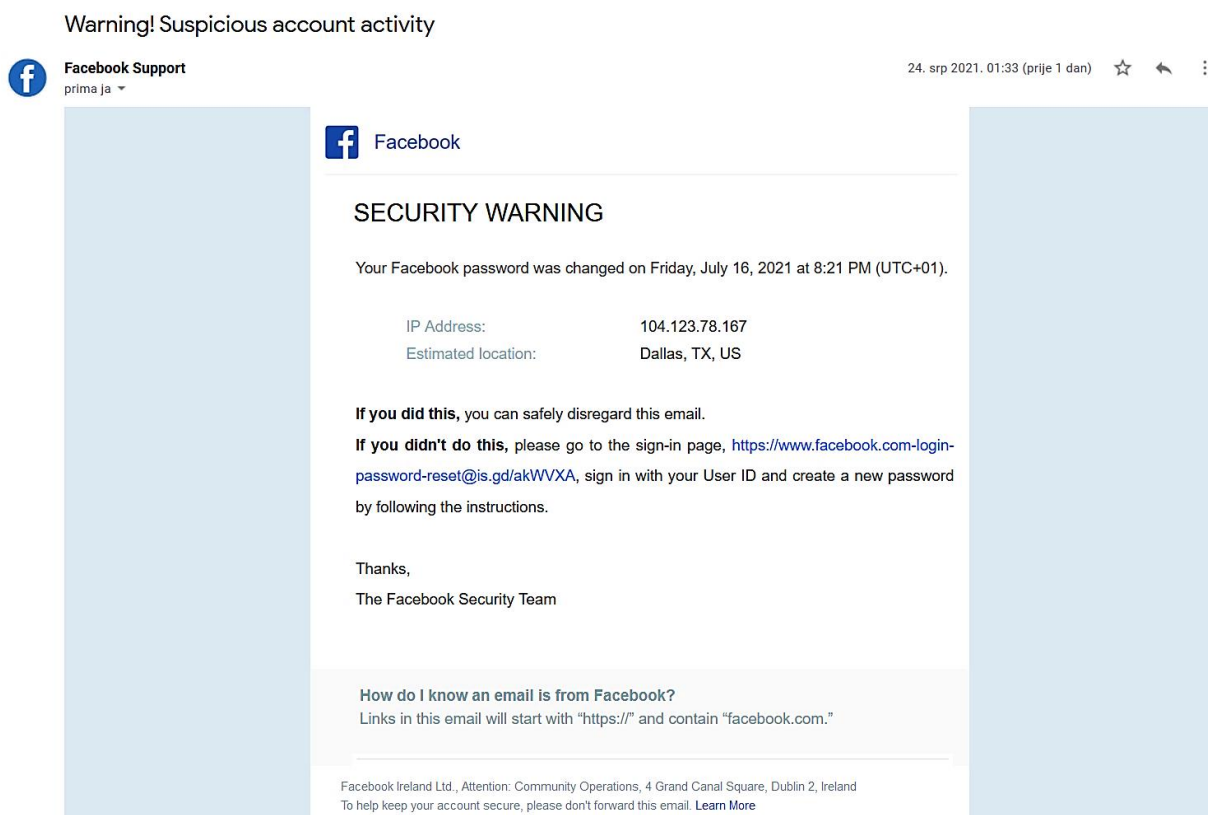 Warning! Suspicious account activity
Facebook Support
24. srp 2021. 01:33 (prije 1 dan)
prima ja
Facebook
SECURITY WARNING
Your Facebook password was changed on Friday, July 16, 2021 at 8:21 PM (UTC+01).
IP Address: 104.123.78.167
Estimated location: Dallas, TX, US
If you did this, you can safely disregard this email.
If you didn't do this, please go to the sign-in page, https://www.facebook.com-login-
password-reset@is.gd/akWVXA, sign in with your User ID and create a new password
by following the instructions.
Thanks,
The Facebook Security Team
How do I know an email is from Facebook?
Links in this email will start with “https://” and contain “facebook.com.”
Facebook Ireland Ltd., Attention: Community Operations, 4 Grand Canal Square, Dublin 2, Ireland
To help keep your account secure, please don't forward this email. Learn More